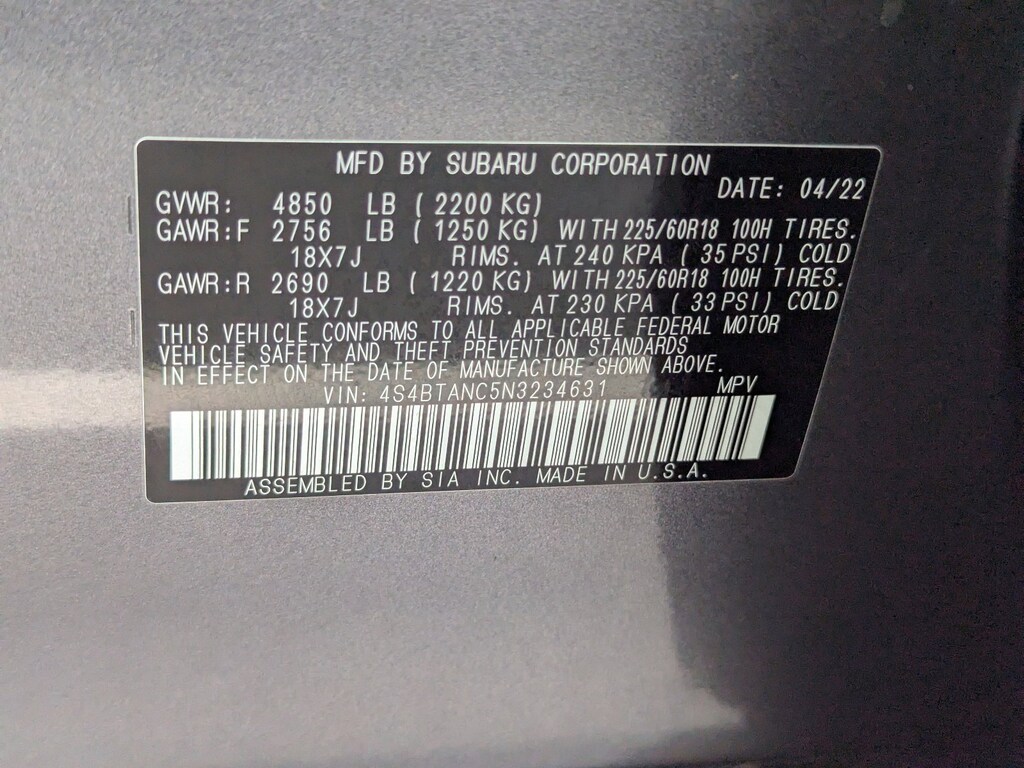 MFD BY SUBARU CORPORATION
DATE: 04/22
GVWR: 4850 LB (2200 KG)
GAWR:F 2756 LB (1250 KG) WITH 225/60R18 100H TIRES.
18X7J RIMS. AT 240 KPA (35 PSI) COLD
GAWR:R 2690 LB (1220 KG) WITH 225/60R18 100H TIRES.
18X7J RIMS. AT 230 KPA (33 PSI) COLD
THIS VEHICLE CONFORMS TO ALL APPLICABLE FEDERAL MOTOR
VEHICLE SAFETY AND THEFT PREVENTION STANDARDS
IN EFFECT ON THE DATE OF MANUFACTURE SHOWN ABOVE.
VIN: 4S4BTANC5N3234631 MPV
ASSEMBLED BY SIA INC. MADE IN U.S.A.